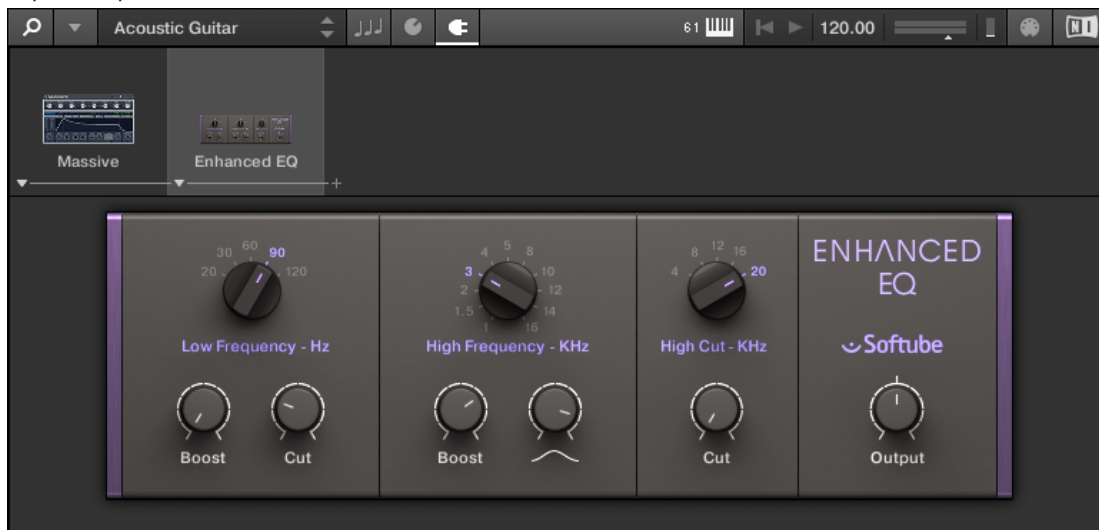 Acoustic Guitar
61
120.00
NI
Massive
Enhanced EQ
20 30 60 90 120
Low Frequency - Hz
Boost
Cut
1 1.5 2 3 4 5 8 10 12 14 16
High Frequency - KHz
Boost
4 8 12 16 20
High Cut - KHz
Cut
ENHΛNCED
EQ
Softube
Output